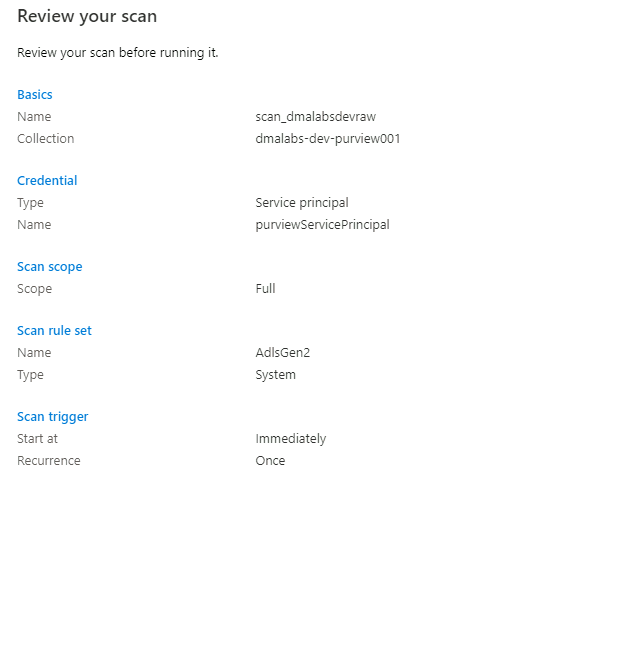 Review your scan
Review your scan before running it.
Basics
Name scan_dmalabsdevraw
Collection dmalabs-dev-purview001
Credential
Type Service principal
Name purviewServicePrincipal
Scan scope
Scope Full
Scan rule set
Name AdlsGen2
Type System
Scan trigger
Start at Immediately
Recurrence Once